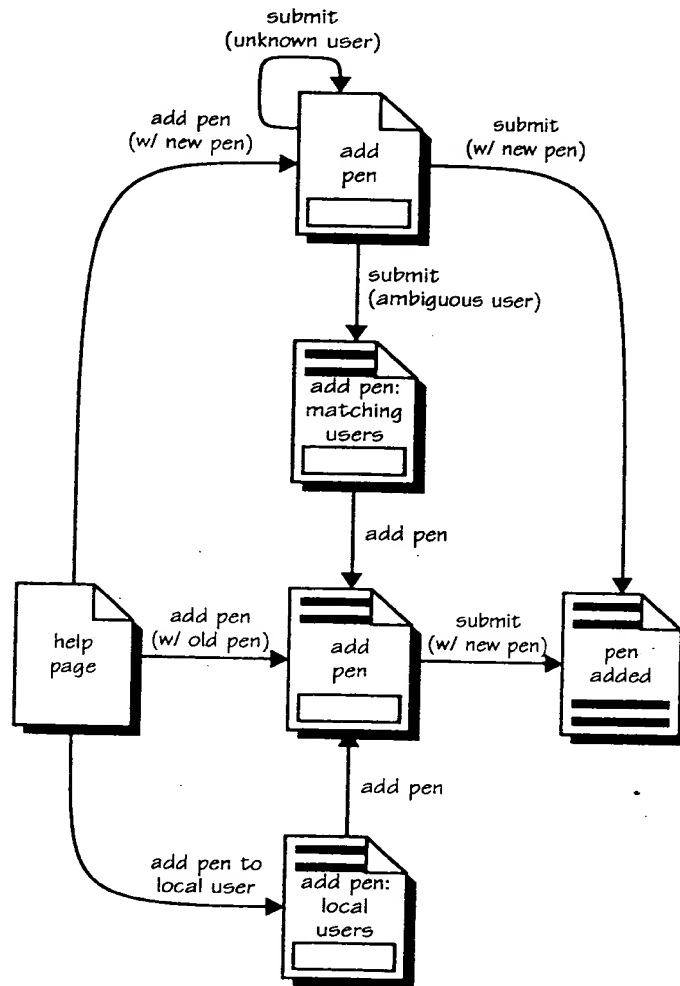 submit
(unknown user)
add pen
(w/ new pen)
add
pen
submit
(w/ new pen)
submit
(ambiguous user)
add pen:
matching
users
add pen
help
page
add pen
(w/ old pen)
add
pen
submit
(w/ new pen)
pen
added
add pen
add pen to
local user
add pen:
local
users